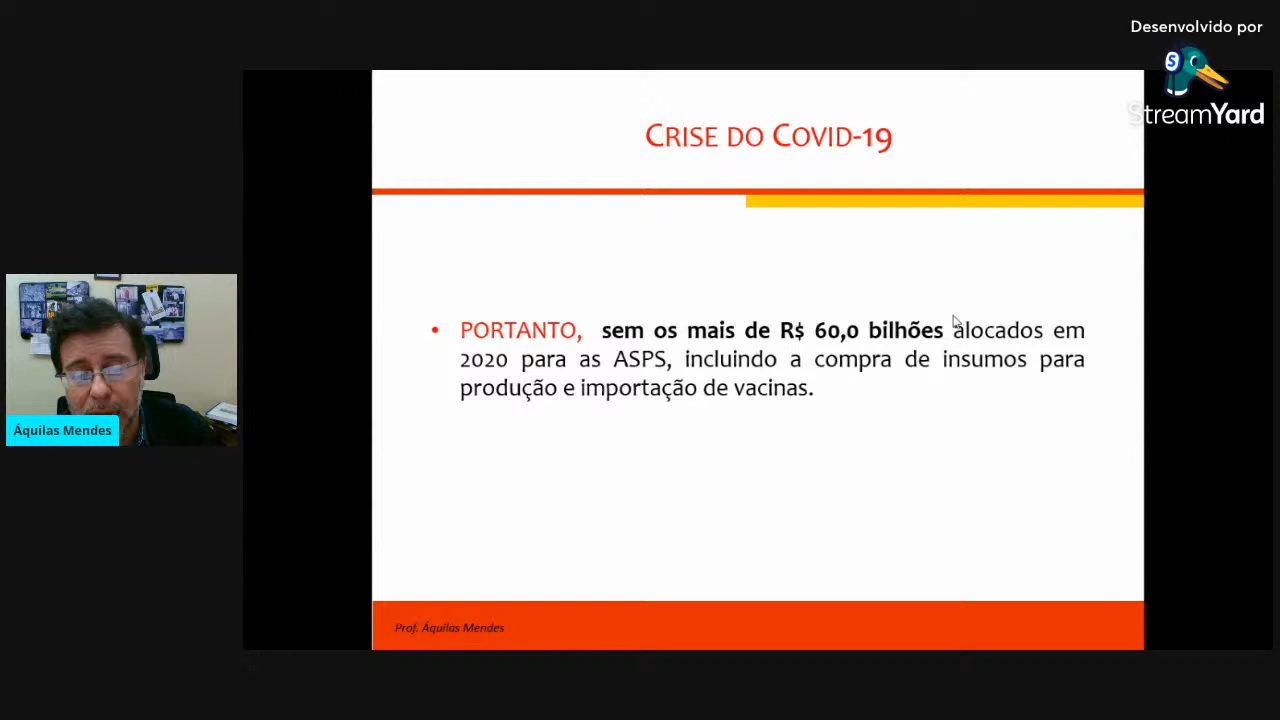 Desenvolvido por
StreamYard
CRISE DO COVID-19
• PORTANTO, sem os mais de R$ 60,0 bilhões alocados em
2020 para as ASPS, incluindo a compra de insumos para
produção e importação de vacinas.
Áquilas Mendes
Prof. Áquilas Mendes